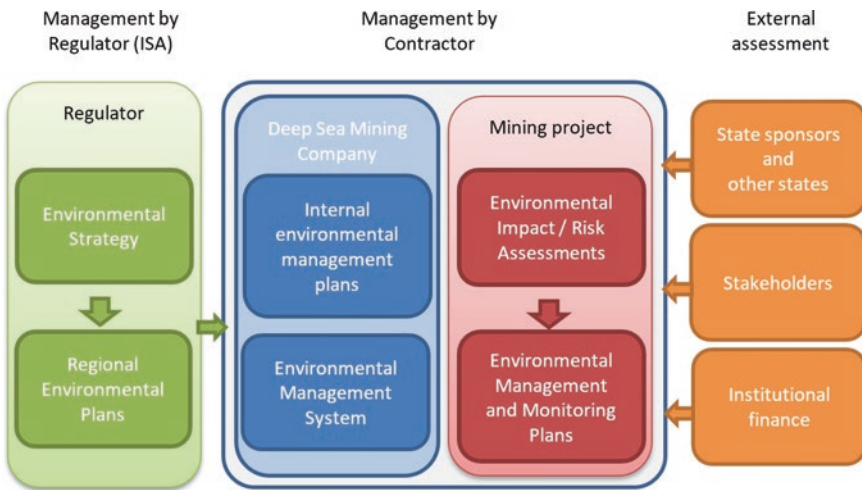 Management by
Regulator (ISA)
Management by
Contractor
External
assessment
Regulator
Environmental
Strategy
Regional
Environmental
Plans
Deep Sea Mining
Company
Internal
environmental
management
plans
Environmental
Management
System
Mining project
Environmental
Impact / Risk
Assessments
Environmental
Management
and Monitoring
Plans
State sponsors
and
other states
Stakeholders
Institutional
finance